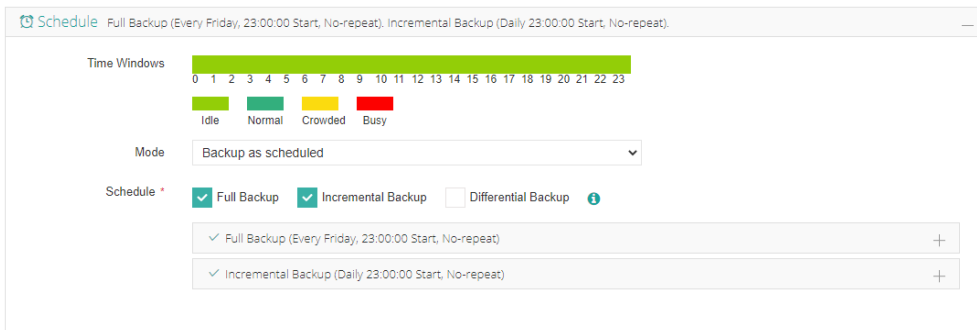 Schedule Full Backup (Every Friday, 23:00:00 Start, No-repeat). Incremental Backup (Daily 23:00:00 Start, No-repeat).
Time Windows
0 1 2 3 4 5 6 7 8 9 10 11 12 13 14 15 16 17 18 19 20 21 22 23
Idle Normal Crowded Busy
Mode Backup as scheduled
Schedule * Full Backup Incremental Backup Differential Backup
Full Backup (Every Friday, 23:00:00 Start, No-repeat)
Incremental Backup (Daily 23:00:00 Start, No-repeat)